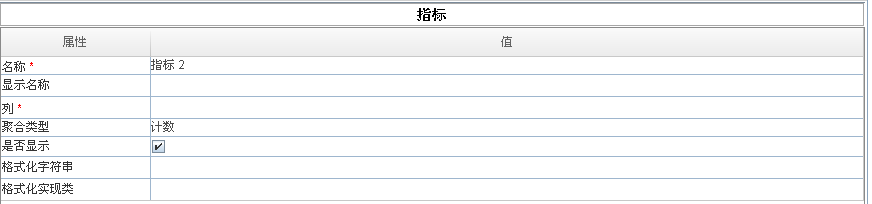 指标
属性 值
名称 * 指标 2
显示名称
列 *
聚合类型 计数
是否显示
格式化字符串
格式化实现类